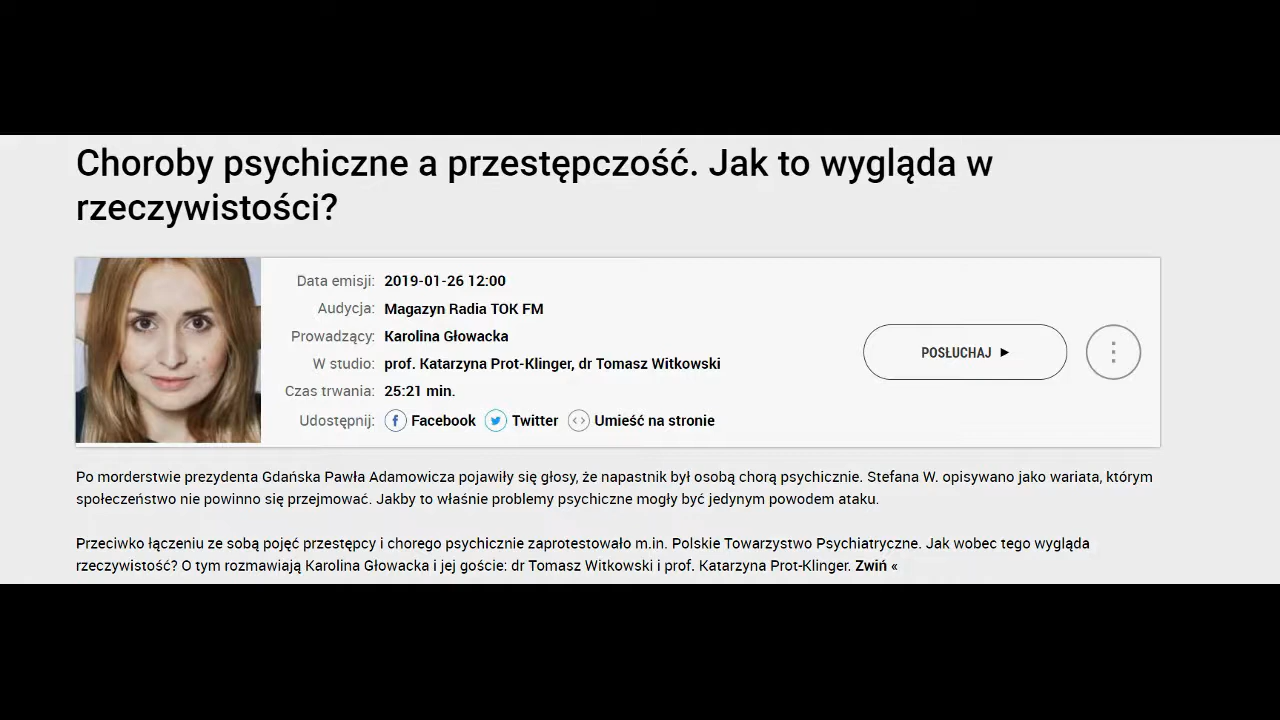 Choroby psychiczne a przestępczość. Jak to wygląda w
rzeczywistości?
Data emisji: 2019-01-26 12:00
Audycja: Magazyn Radia TOK FM
Prowadzący: Karolina Głowacka
W studio: prof. Katarzyna Prot-Klinger, dr Tomasz Witkowski
Czas trwania: 25:21 min.
Udostępnij: Facebook Twitter Umieść na stronie
POSŁUCHAJ
Po morderstwie prezydenta Gdańska Pawła Adamowicza pojawiły się głosy, że napastnik był osobą chorą psychicznie. Stefana W. opisywano jako wariata, którym
społeczeństwo nie powinno się przejmować. Jakby to właśnie problemy psychiczne mogły być jedynym powodem ataku.
Przeciwko łączeniu ze sobą pojęć przestępcy i chorego psychicznie zaprotestowało m.in. Polskie Towarzystwo Psychiatryczne. Jak wobec tego wygląda
rzeczywistość? O tym rozmawiają Karolina Głowacka i jej goście: dr Tomasz Witkowski i prof. Katarzyna Prot-Klinger. Zwiń «